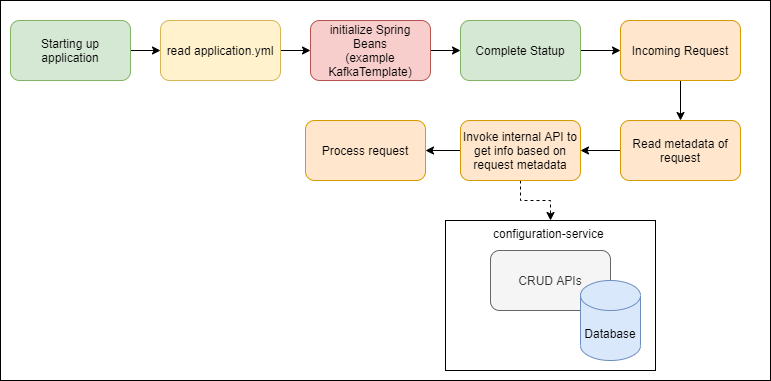 Starting up
application
read application.yml
initialize Spring
Beans
(example
KafkaTemplate)
Complete Statup
Incoming Request
Process request
Invoke internal API to
get info based on
request metadata
Read metadata of
request
configuration-service
CRUD APIs
Database